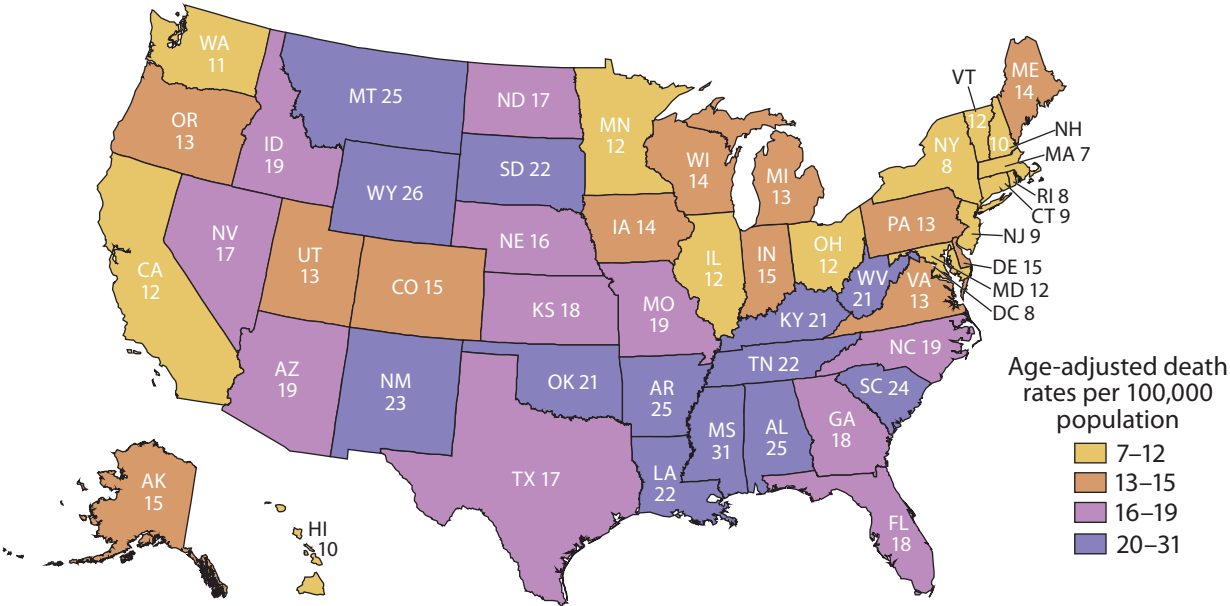 WA
11
OR
13
CA
12
ID
19
NV
17
MT 25
WY 26
UT
13
AZ
19
CO 15
NM
23
ND 17
SD 22
NE 16
KS 18
OK 21
TX 17
MN
12
IA 14
MO
19
AR
25
LA
22
WI
14
IL
12
MI
13
IN
15
OH
12
KY 21
TN 22
MS
31
AL
25
GA
18
FL
18
SC 24
NC 19
VA
13
WV
21
PA 13
NY
8
VT
12
10
NH
ME
14
MA 7
RI 8
CT 9
NJ 9
DE 15
MD 12
DC 8
AK
15
HI
10
Age-adjusted death
rates per 100,000
population
7–12
13–15
16–19
20–31